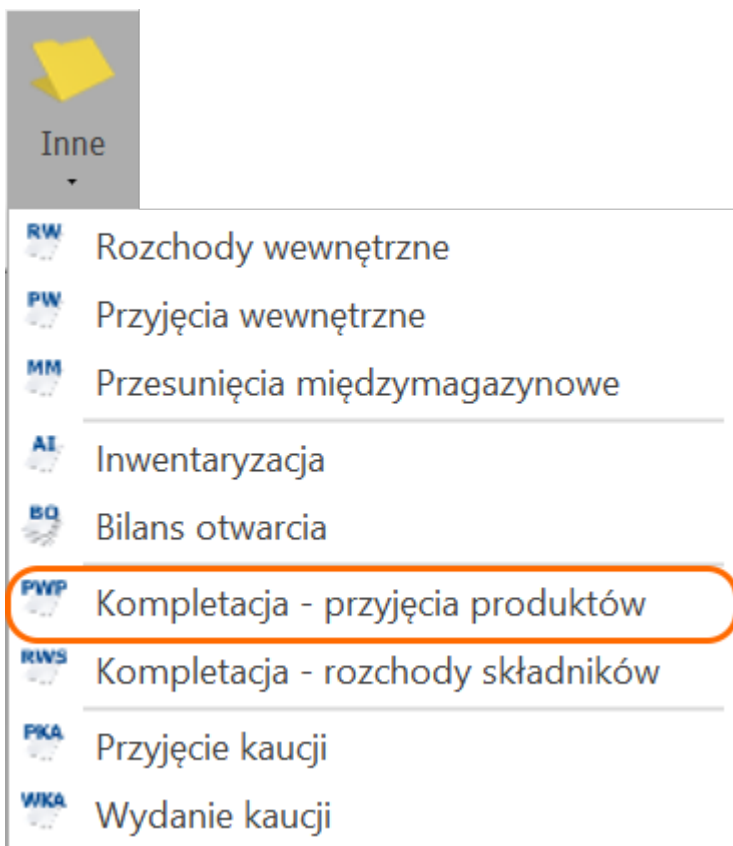 Inne
RW Rozchody wewnętrzne
PW Przyjęcia wewnętrzne
MM Przesunięcia międzymagazynowe
AI Inwentaryzacja
BO Bilans otwarcia
PWP Kompletacja - przyjęcia produktów
RWS Kompletacja - rozchody składników
PKA Przyjęcie kaucji
WKA Wydanie kaucji